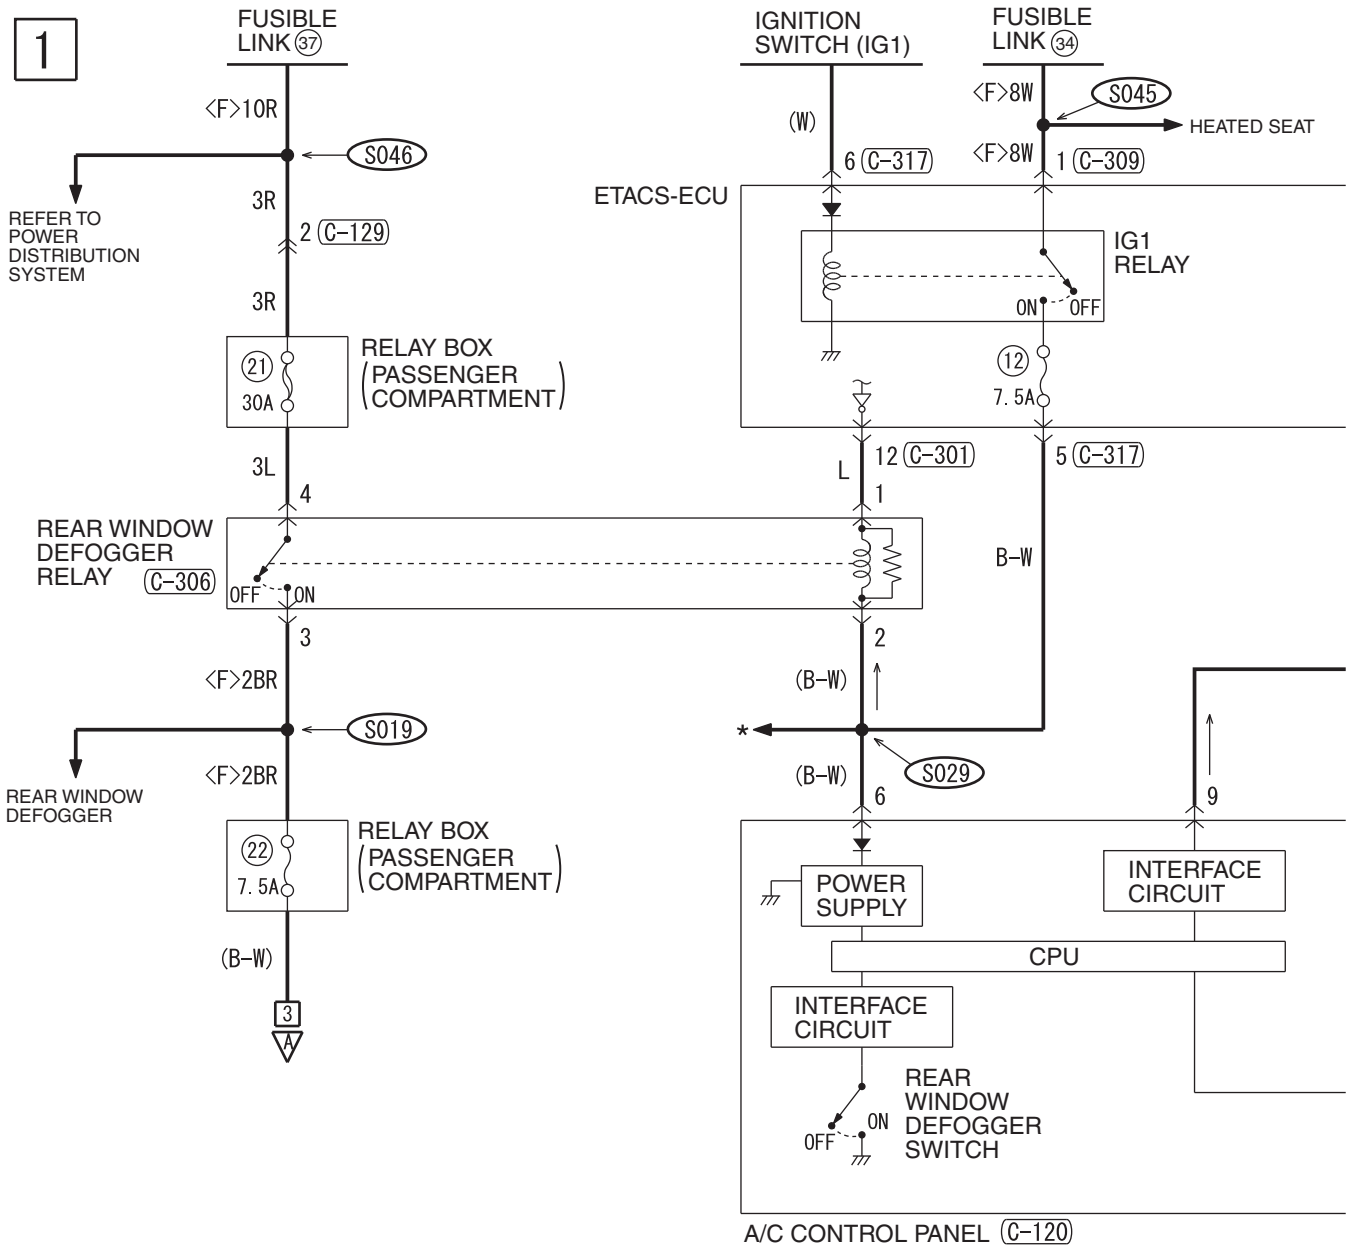 1
FUSIBLE
LINK 37
IGNITION
SWITCH (IG1)
FUSIBLE
LINK 34
<F>10R
(W)
<F>8W
S045
HEATED SEAT
S046
6 C-317
<F>8W
1 C-309
ETACS-ECU
3R
REFER TO
POWER
DISTRIBUTION
SYSTEM
2 C-129
IG1
RELAY
3R
ON
OFF
RELAY BOX
(PASSENGER
COMPARTMENT)
21
30A
12
7.5A
3L
4
12 C-301
L
1
5 C-317
REAR WINDOW
DEFOGGER
RELAY C-306
OFF
ON
B-W
3
2
<F>2BR
(B-W)
S019
*
S029
<F>2BR
(B-W)
REAR WINDOW
DEFOGGER
6
9
RELAY BOX
(PASSENGER
COMPARTMENT)
22
7.5A
POWER
SUPPLY
INTERFACE
CIRCUIT
(B-W)
CPU
3
A
INTERFACE
CIRCUIT
REAR
WINDOW
DEFOGGER
SWITCH
OFF
ON
A/C CONTROL PANEL C-120